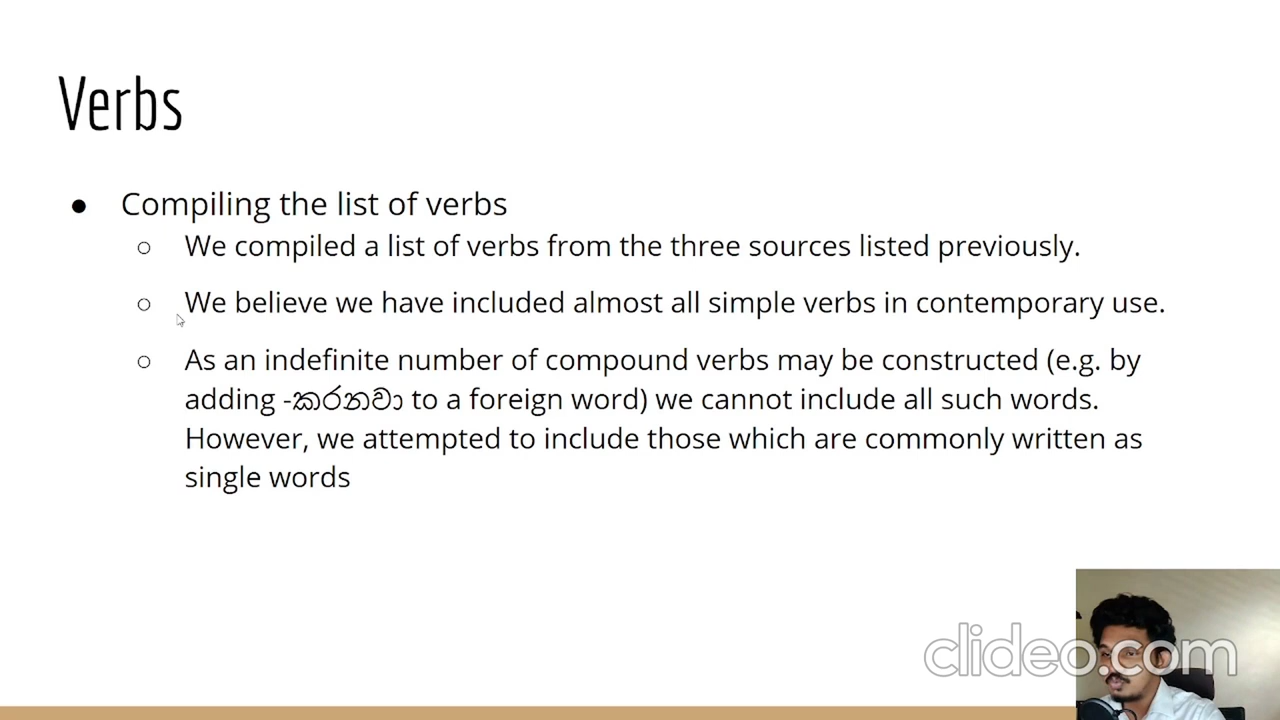 Verbs
● Compiling the list of verbs
○ We compiled a list of verbs from the three sources listed previously.
○ We believe we have included almost all simple verbs in contemporary use.
○ As an indefinite number of compound verbs may be constructed (e.g. by
adding -කරනවා to a foreign word) we cannot include all such words.
However, we attempted to include those which are commonly written as
single words
clideo.com